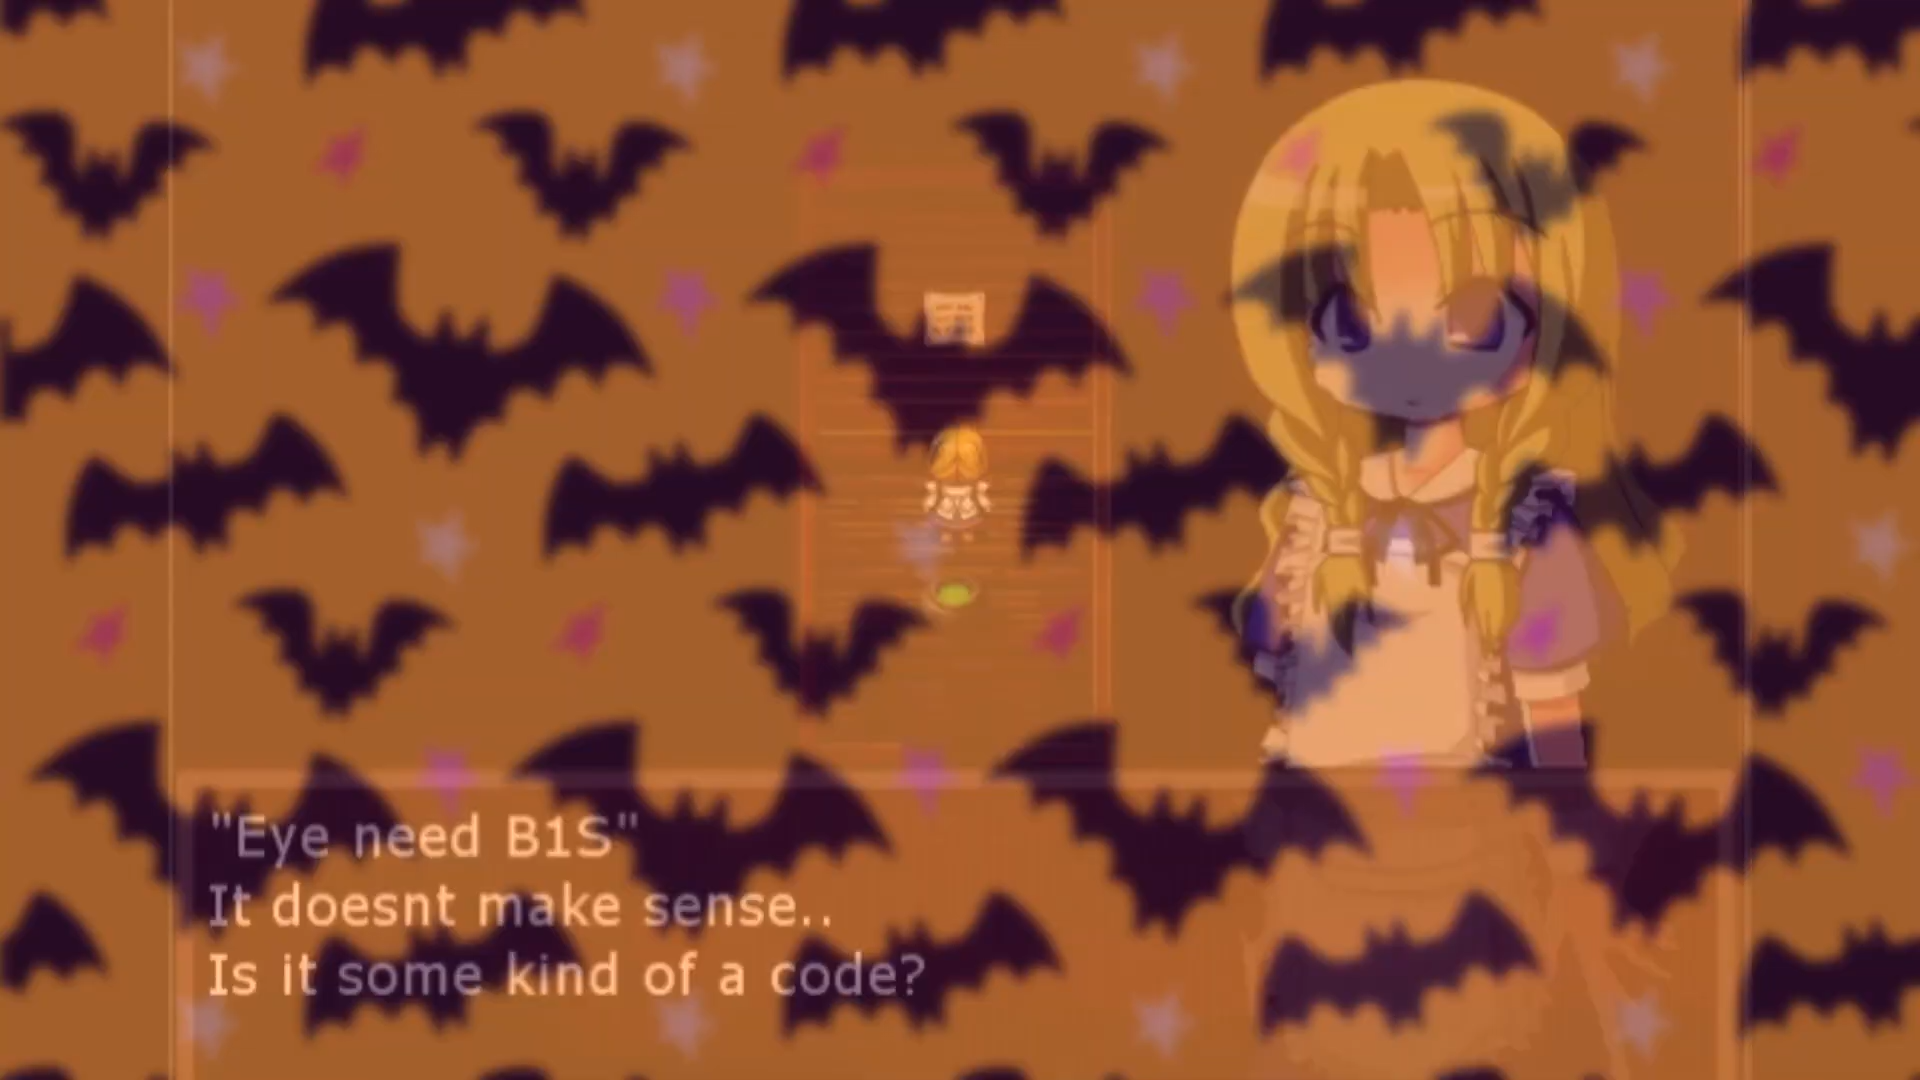 "Eye need B1S"
It doesnt make sense..
Is it some kind of a code?